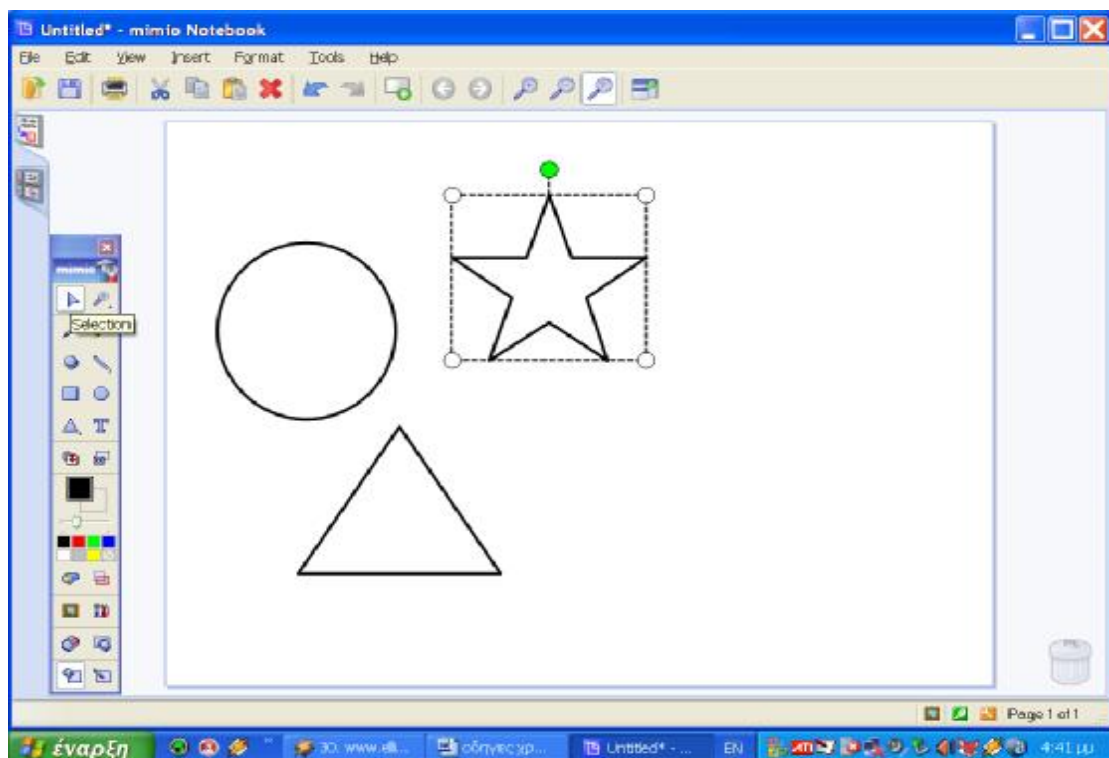 Untitled* - mimio Notebook
File Edit View Insert Format Tools Help
mimio
Selection
T
Page 1 of 1
έναρξη
30. www.elli...
οδηγιες χρ...
Untitled* - ...
EN
4:41 μμ